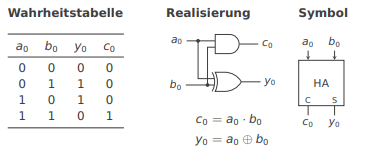 Wahrheitstabelle
a₀ b₀ y₀ c₀
0 0 0 0
0 1 1 0
1 0 1 0
1 1 0 1
Realisierung
a₀
c₀
b₀
y₀
c₀ = a₀ · b₀
y₀ = a₀ ⊕ b₀
Symbol
a₀ b₀
HA
C S
c₀ y₀